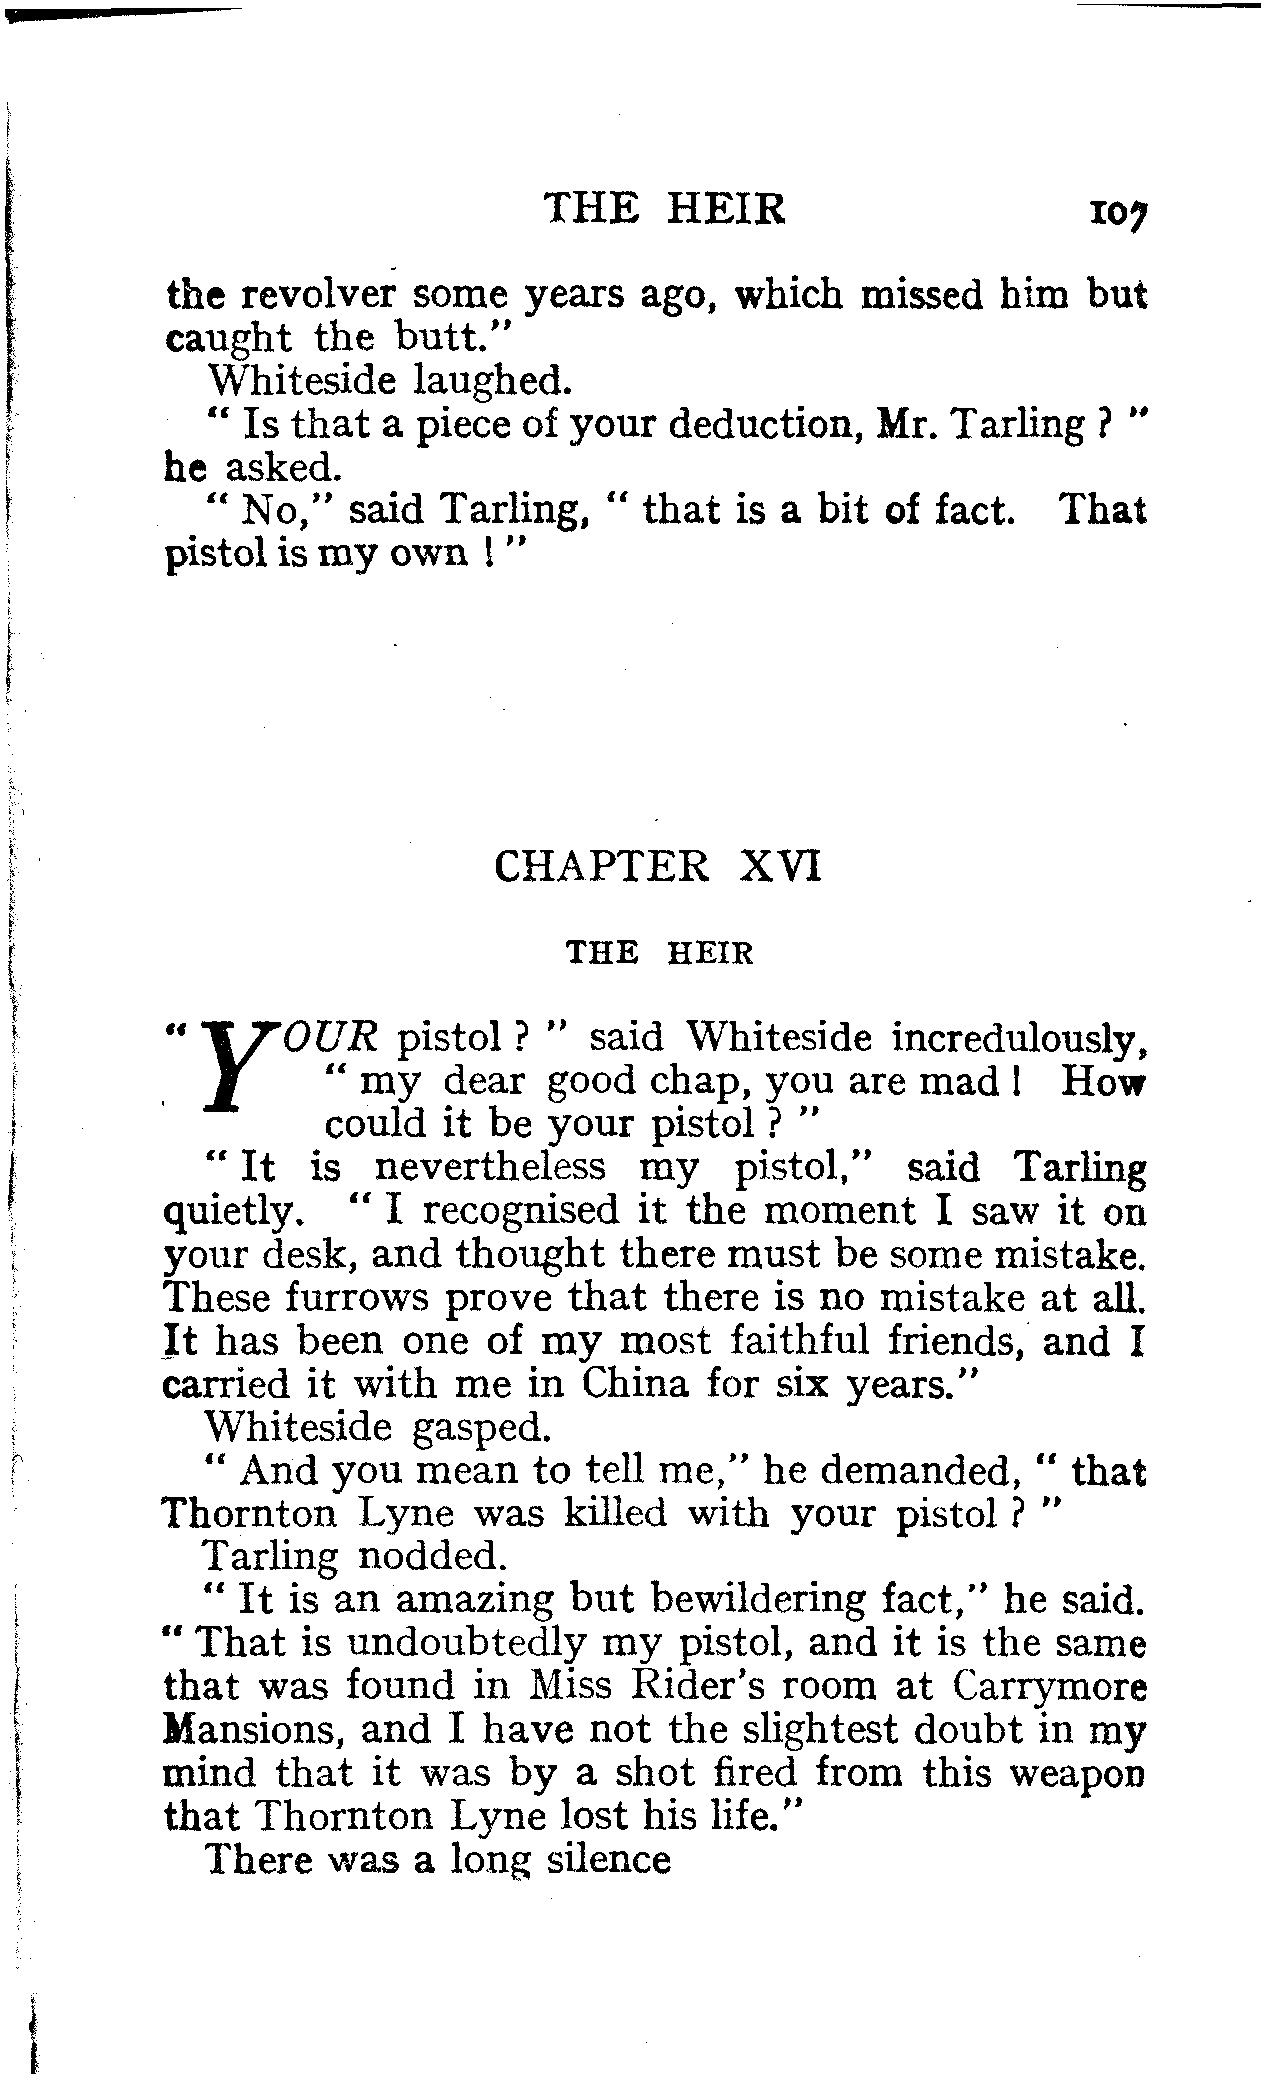 THE HEIR 107
the revolver some years ago, which missed him but
caught the butt."
Whiteside laughed.
" Is that a piece of your deduction, Mr. Tarling ? "
he asked.
" No," said Tarling, " that is a bit of fact. That
pistol is my own ! "
CHAPTER XVI
THE HEIR
" YOUR pistol ? " said Whiteside incredulously,
" my dear good chap, you are mad ! How
could it be your pistol ? "
" It is nevertheless my pistol," said Tarling
quietly. " I recognised it the moment I saw it on
your desk, and thought there must be some mistake.
These furrows prove that there is no mistake at all.
It has been one of my most faithful friends, and I
carried it with me in China for six years."
Whiteside gasped.
" And you mean to tell me," he demanded, " that
Thornton Lyne was killed with your pistol ? "
Tarling nodded.
" It is an amazing but bewildering fact," he said.
" That is undoubtedly my pistol, and it is the same
that was found in Miss Rider's room at Carrymore
Mansions, and I have not the slightest doubt in my
mind that it was by a shot fired from this weapon
that Thornton Lyne lost his life."
There was a long silence